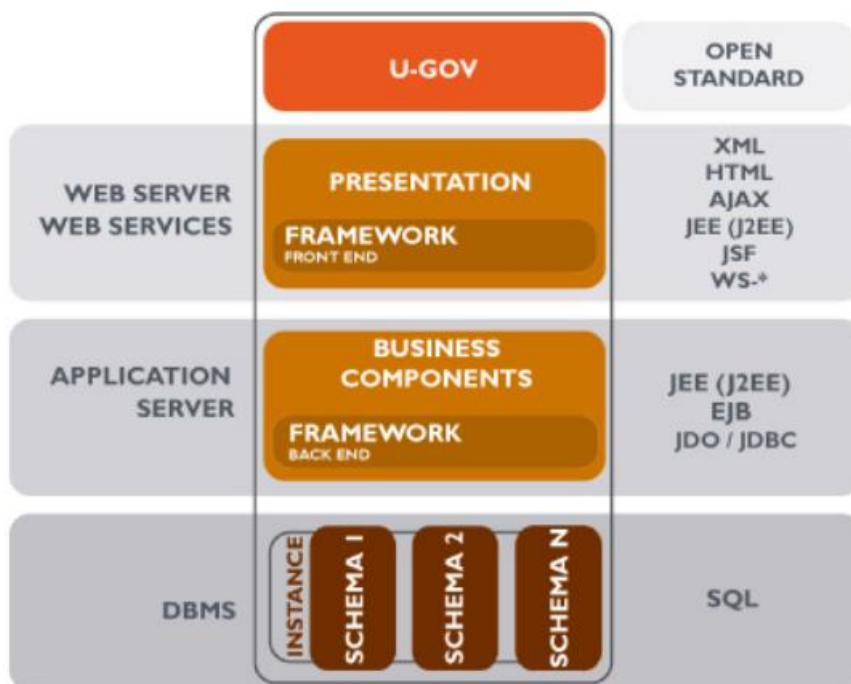 U-GOV
OPEN
STANDARD
WEB SERVER
WEB SERVICES
PRESENTATION
FRAMEWORK
FRONT END
XML
HTML
AJAX
JEE (J2EE)
JSF
WS-*
APPLICATION
SERVER
BUSINESS
COMPONENTS
FRAMEWORK
BACK END
JEE (J2EE)
EJB
JDO / JDBC
DBMS
INSTANCE
SCHEMA 1
SCHEMA 2
SCHEMA N
SQL